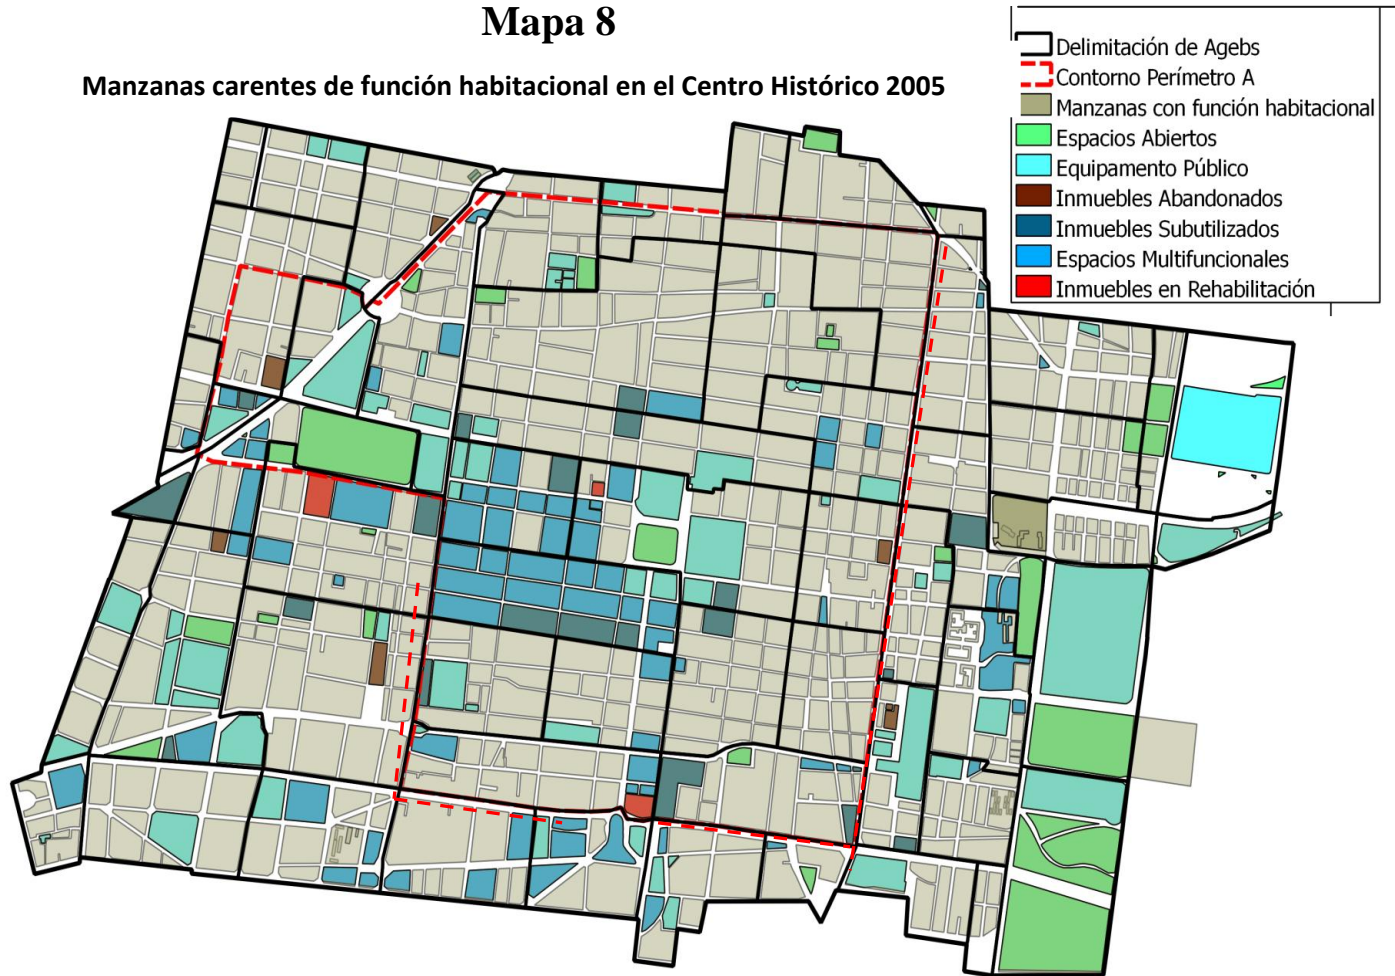 Mapa 8
Manzanas carentes de función habitacional en el Centro Histórico 2005
Delimitación de Agebs
Contorno Perímetro A
Manzanas con función habitacional
Espacios Abiertos
Equipamento Público
Inmuebles Abandonados
Inmuebles Subutilizados
Espacios Multifuncionales
Inmuebles en Rehabilitación